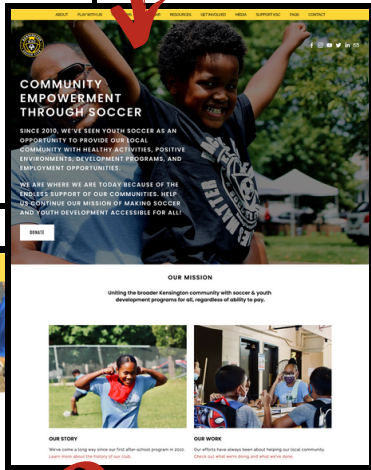 ABOUT PLAY WITH US RESOURCES GET INVOLVED MEDIA SUPPORT KSC FAQS CONTACT
COMMUNITY
EMPOWERMENT
THROUGH SOCCER
SINCE 2010, WE'VE SEEN YOUTH SOCCER AS AN
OPPORTUNITY TO PROVIDE OUR LOCAL
COMMUNITY WITH HEALTHY ACTIVITIES, POSITIVE
ENVIRONMENTS, DEVELOPMENT PROGRAMS, AND
EMPLOYMENT OPPORTUNITIES.
WE ARE WHERE WE ARE TODAY BECAUSE OF THE
ENDLESS SUPPORT OF OUR COMMUNITIES. HELP
US CONTINUE OUR MISSION OF MAKING SOCCER
AND YOUTH DEVELOPMENT ACCESSIBLE FOR ALL!
MATTER
DONATE
OUR MISSION
Uniting the broader Kensington community with soccer & youth
development programs for all, regardless of ability to pay.
OUR STORY
We've come a long way since our first after-school program in 2010.
Learn more about the history of our club.
OUR WORK
Our efforts have always been about helping our local community.
Check out what we're doing and what we've done.